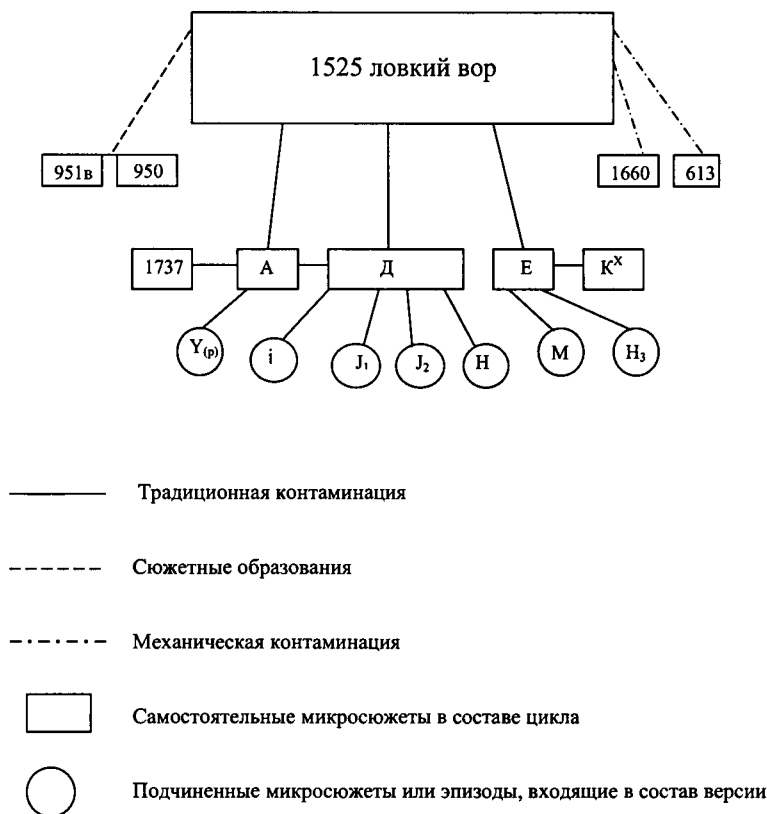 1525 ловкий вор
951в 950 1660 613
1737 А Д Е Kˣ
Y(p) i J₁ J₂ Н М Н₃
Традиционная контаминация
Сюжетные образования
Механическая контаминация
Самостоятельные микросюжеты в составе цикла
Подчиненные микросюжеты или эпизоды, входящие в состав версии